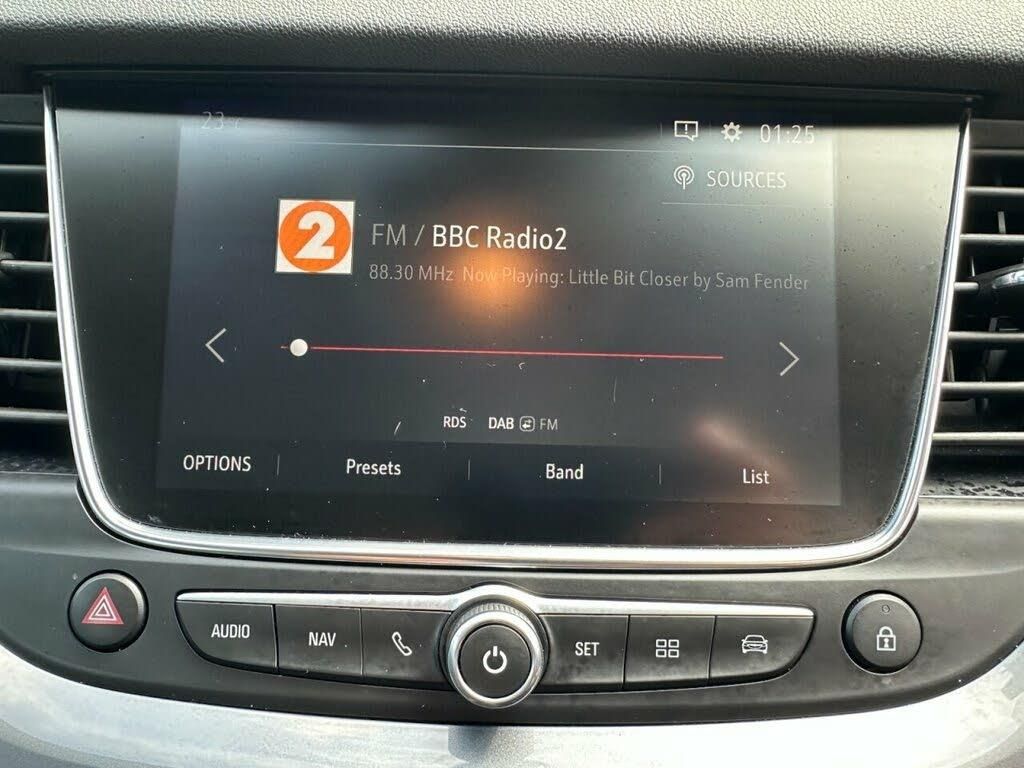 23°C 01:25
SOURCES
2
FM / BBC Radio2
88.30 MHz Now Playing: Little Bit Closer by Sam Fender
RDS DAB FM
OPTIONS Presets Band List
AUDIO NAV SET